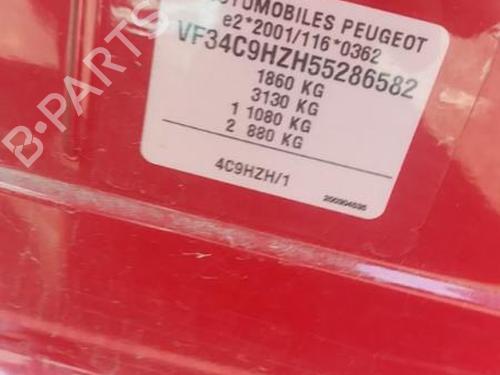 AUTOMOBILES PEUGEOT
e2*2001/116*0362
VF34C9HZH55286582
1860 KG
3130 KG
1 1080 KG
2 880 KG
4C9HZH/1
B-PARTS